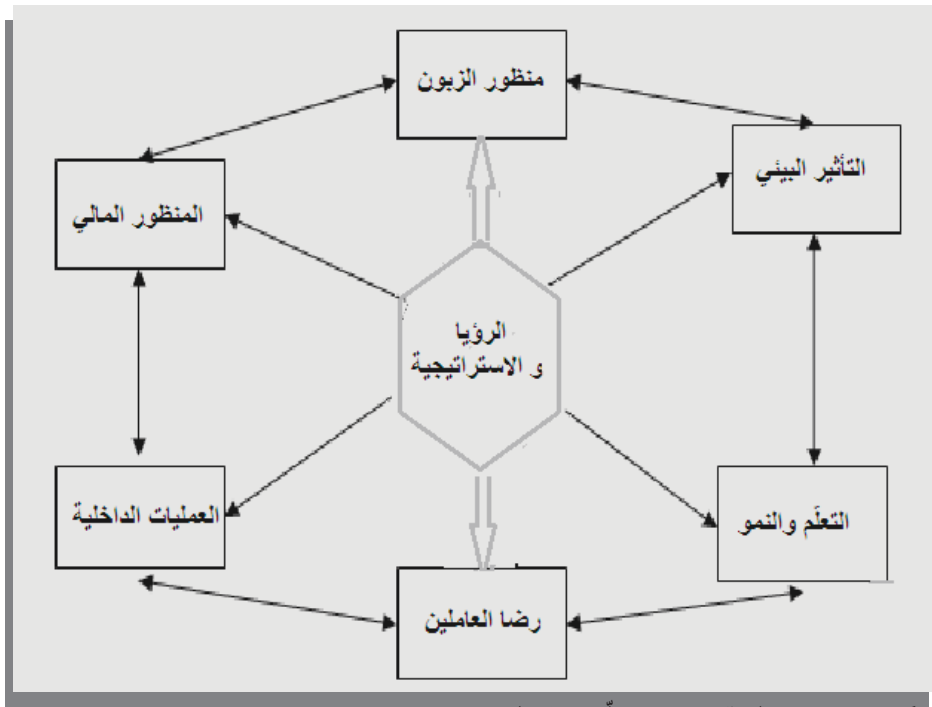 منظور الزبون
التأثير البيئي
المنظور المالي
الرؤيا
و الاستراتيجية
العمليات الداخلية
التعلّم والنمو
رضا العاملين